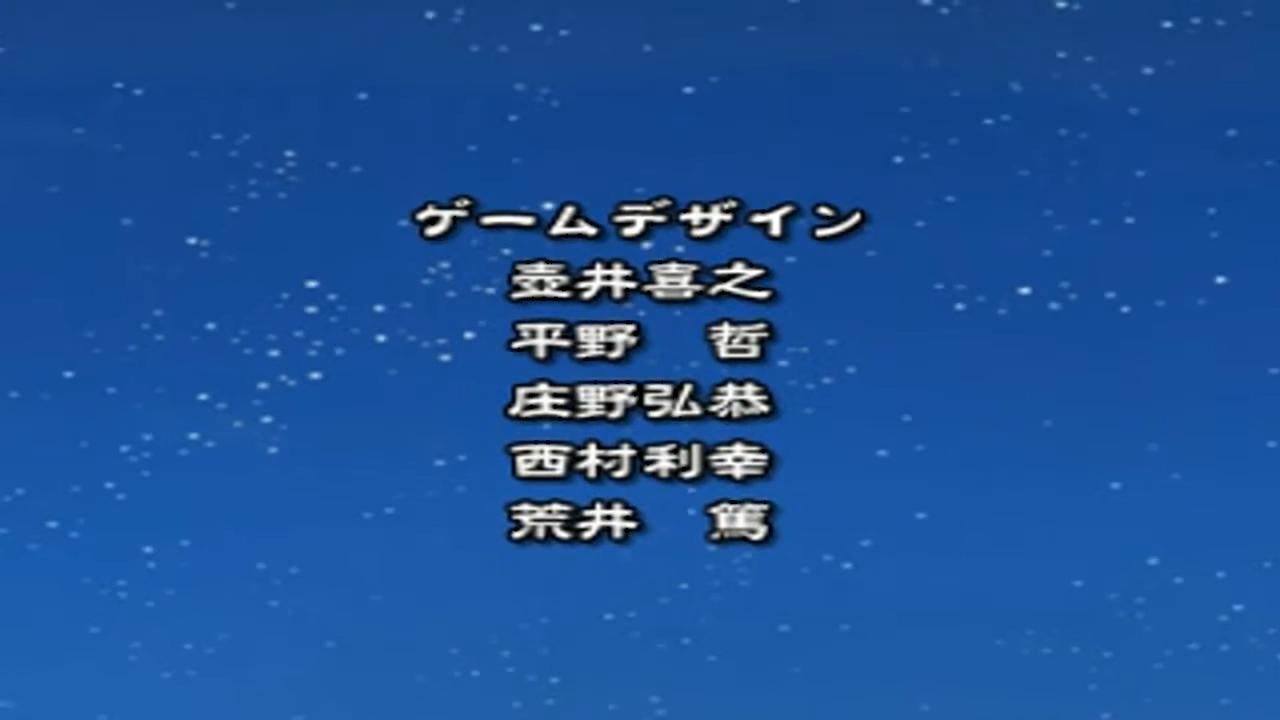 ゲームデザイン
壺井喜之
平野　哲
庄野弘恭
西村利幸
荒井　篤